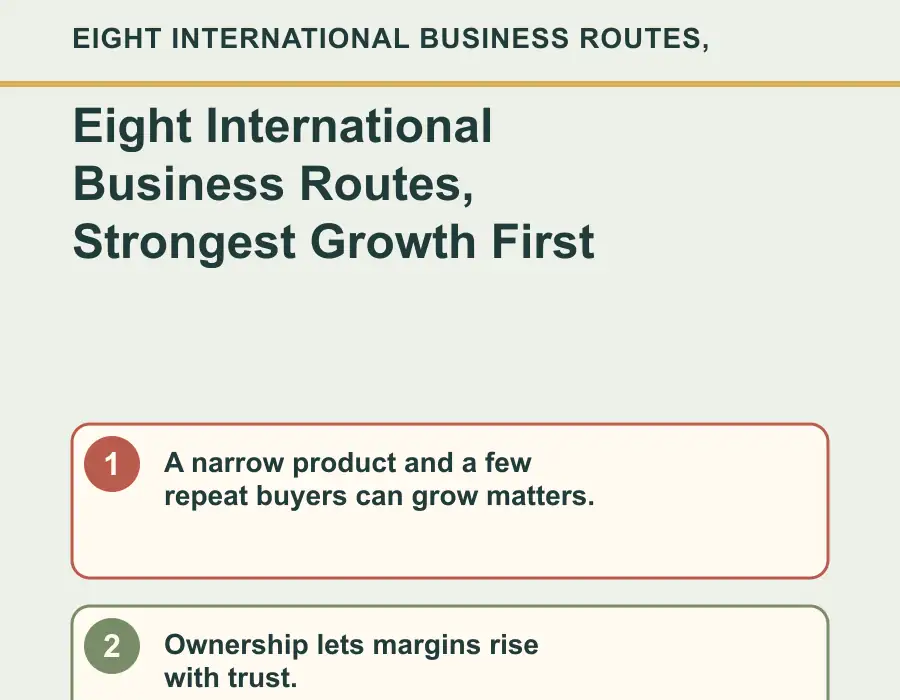 EIGHT INTERNATIONAL BUSINESS ROUTES,
Eight International
Business Routes,
Strongest Growth First
1
A narrow product and a few
repeat buyers can grow matters.
2
Ownership lets margins rise
with trust.